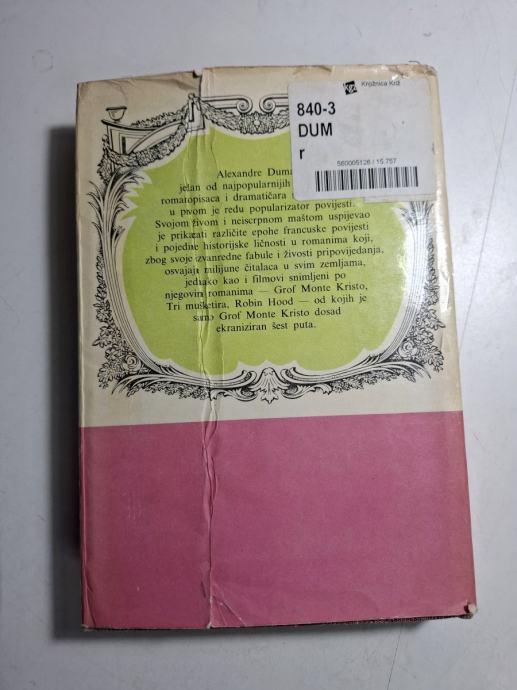 Knjižnica Križ
840-3
DUM
r
560005126 / 15.757
Alexandre Duma
jedan od najpopularnijih
romanopisaca i dramatičara
u prvom je redu popularizator povijesti.
Svojom živom i neiscrpnom maštom uspijevao
je prikazati različite epohe francuske povijesti
i pojedine historijske ličnosti u romanima koji,
zbog svoje izvanredne fabule i živosti pripovijedanja,
osvajaju milijune čitalaca u svim zemljama,
jednako kao i filmovi snimljeni po
njegovim romanima — Grof Monte Kristo,
Tri mušketira, Robin Hood — od kojih je
samo Grof Monte Kristo dosad
ekraniziran šest puta.